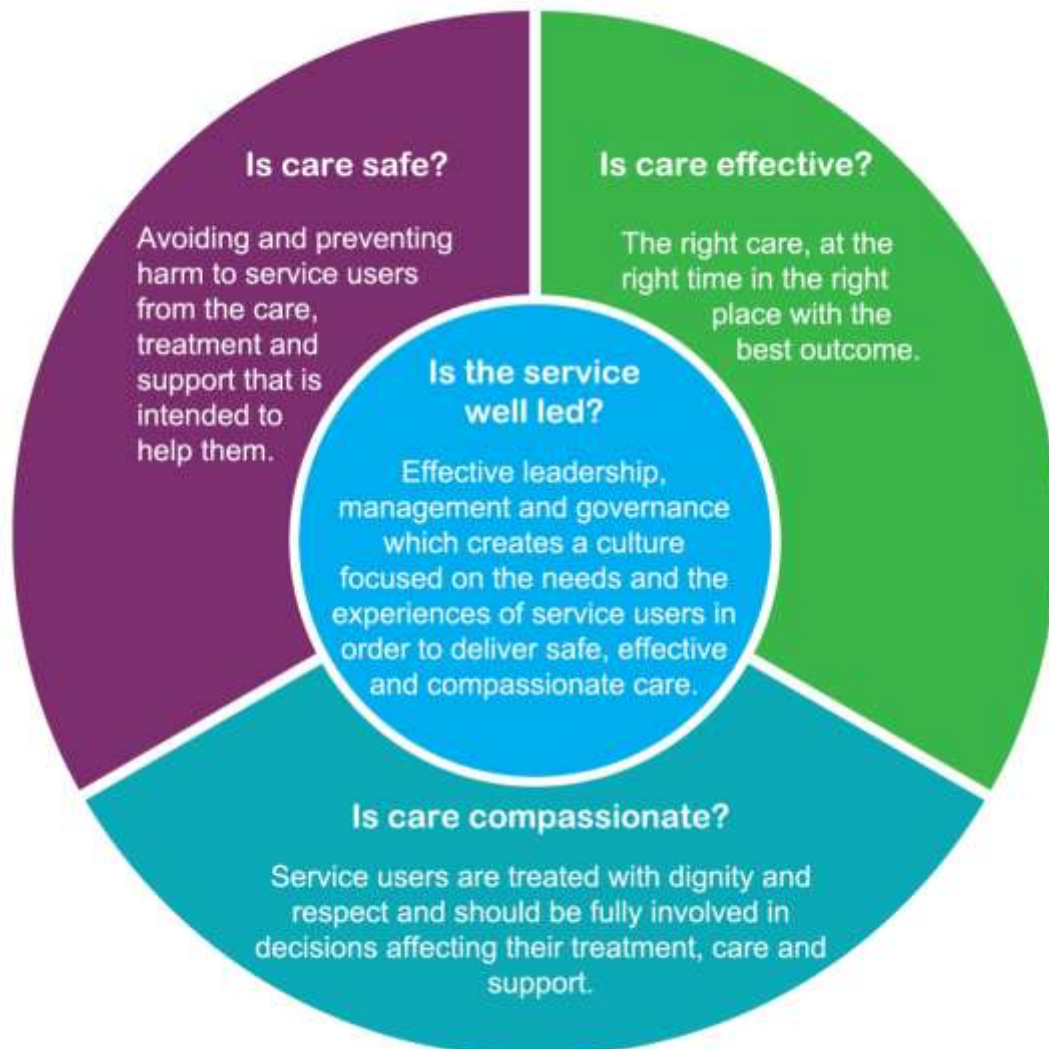 Is care safe?
Avoiding and preventing
harm to service users
from the care,
treatment and
support that is
intended to
help them.
Is care effective?
The right care, at the
right time in the right
place with the
best outcome.
Is the service
well led?
Effective leadership,
management and governance
which creates a culture
focused on the needs and the
experiences of service users in
order to deliver safe, effective
and compassionate care.
Is care compassionate?
Service users are treated with dignity and
respect and should be fully involved in
decisions affecting their treatment, care and
support.